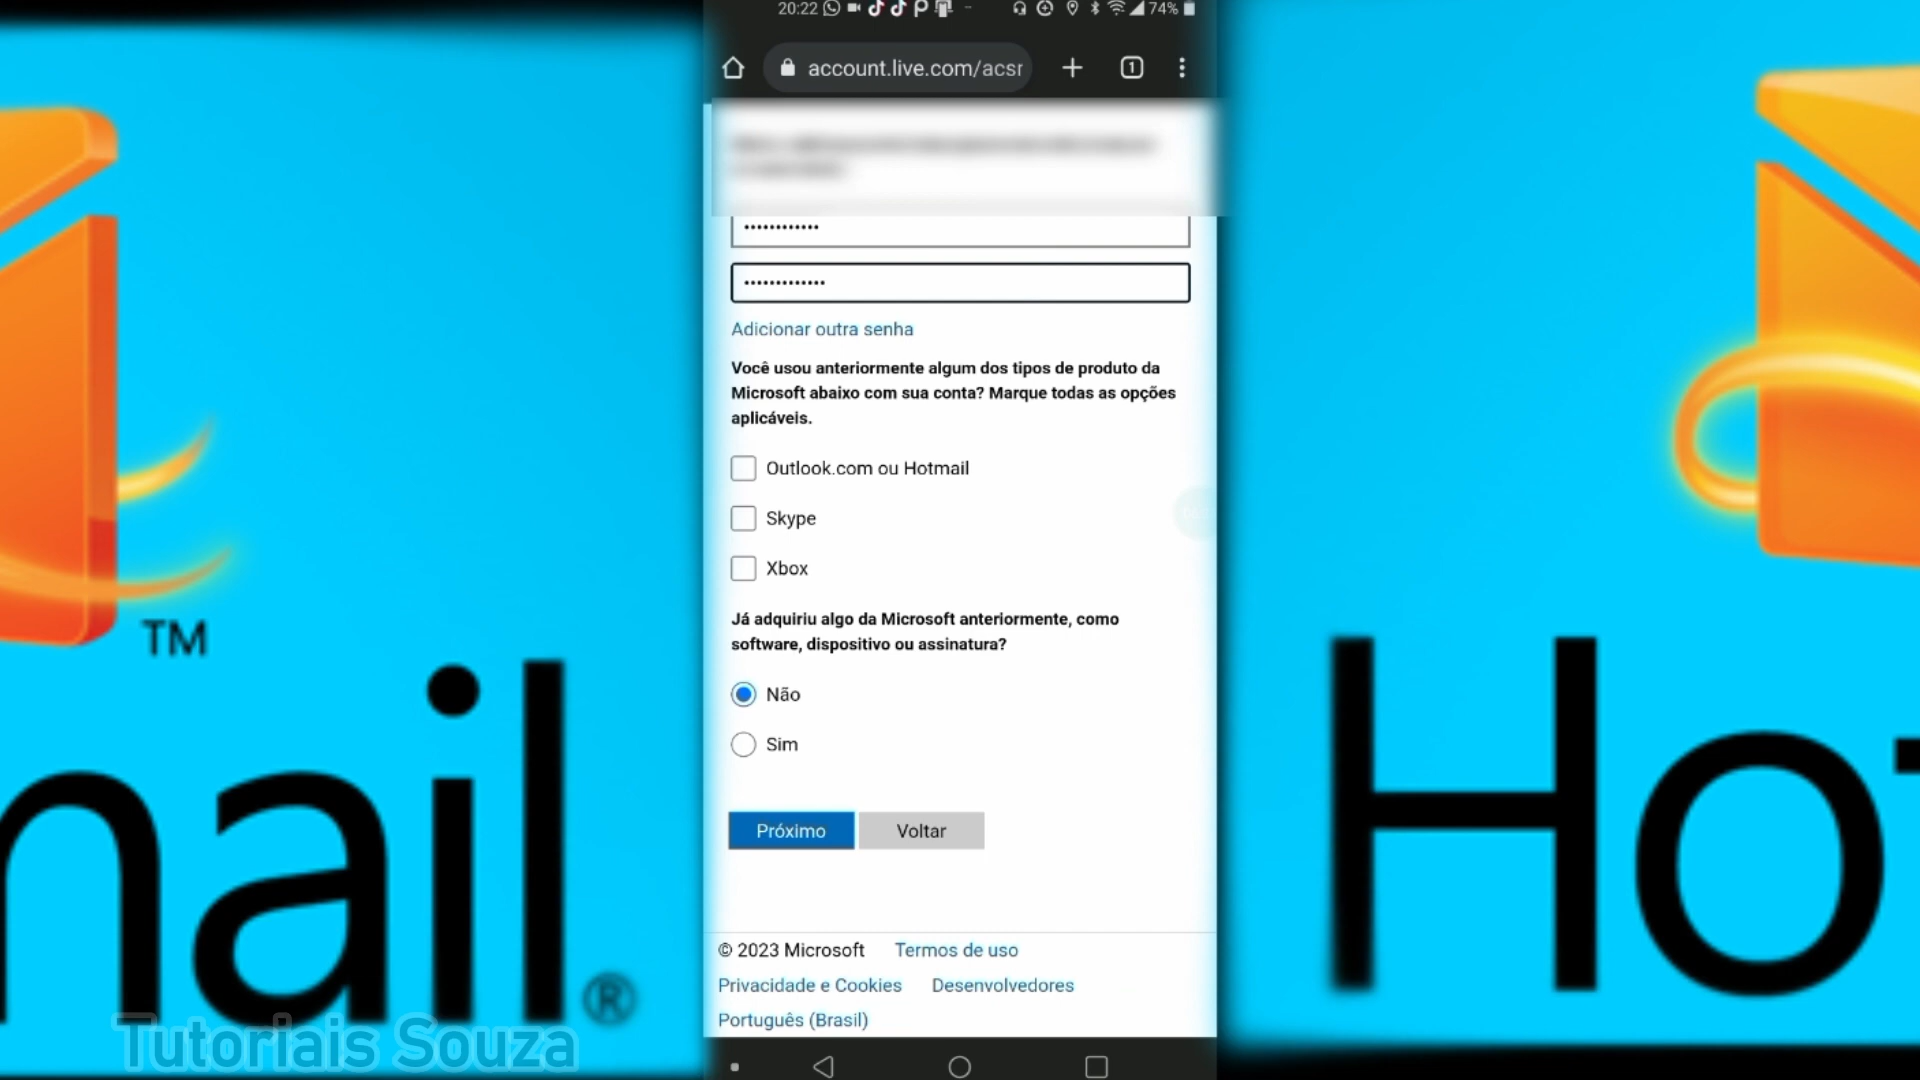 20:22
74%
account.live.com/acsr
1
••••••••••••
•••••••••••••
Adicionar outra senha
Você usou anteriormente algum dos tipos de produto da
Microsoft abaixo com sua conta? Marque todas as opções
aplicáveis.
Outlook.com ou Hotmail
Skype
Xbox
Já adquiriu algo da Microsoft anteriormente, como
software, dispositivo ou assinatura?
Não
Sim
Próximo Voltar
© 2023 Microsoft Termos de uso
Privacidade e Cookies Desenvolvedores
Português (Brasil)
TM
mail®
Hot
Tutoriais Souza